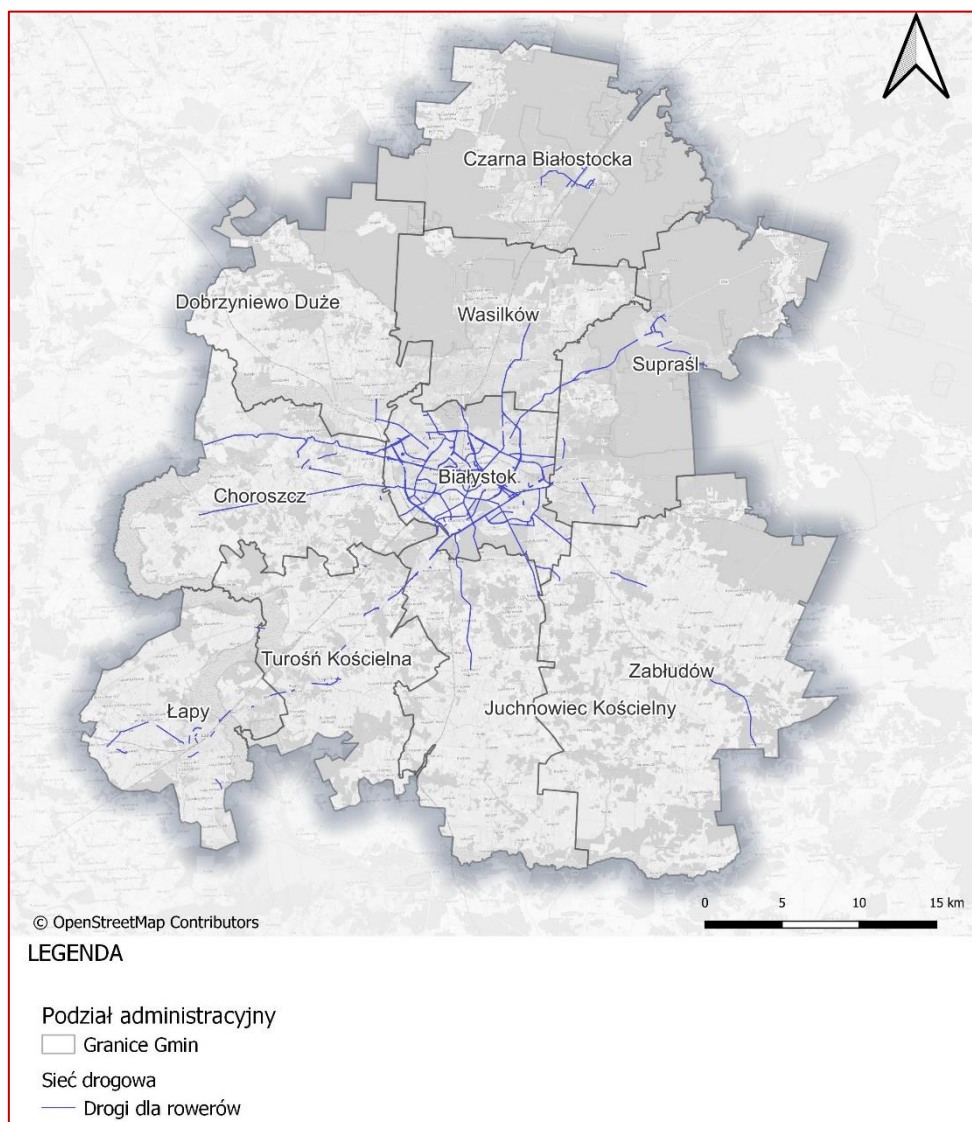 Czarna Białostocka
Dobrzyniewo Duże
Wasilków
Supraśl
Białystok
Choroszcz
Turośń Kościelna
Zabłudów
Łapy
Juchnowiec Kościelny
0 5 10 15 km
© OpenStreetMap Contributors
LEGENDA
Podział administracyjny
Granice Gmin
Sieć drogowa
Drogi dla rowerów